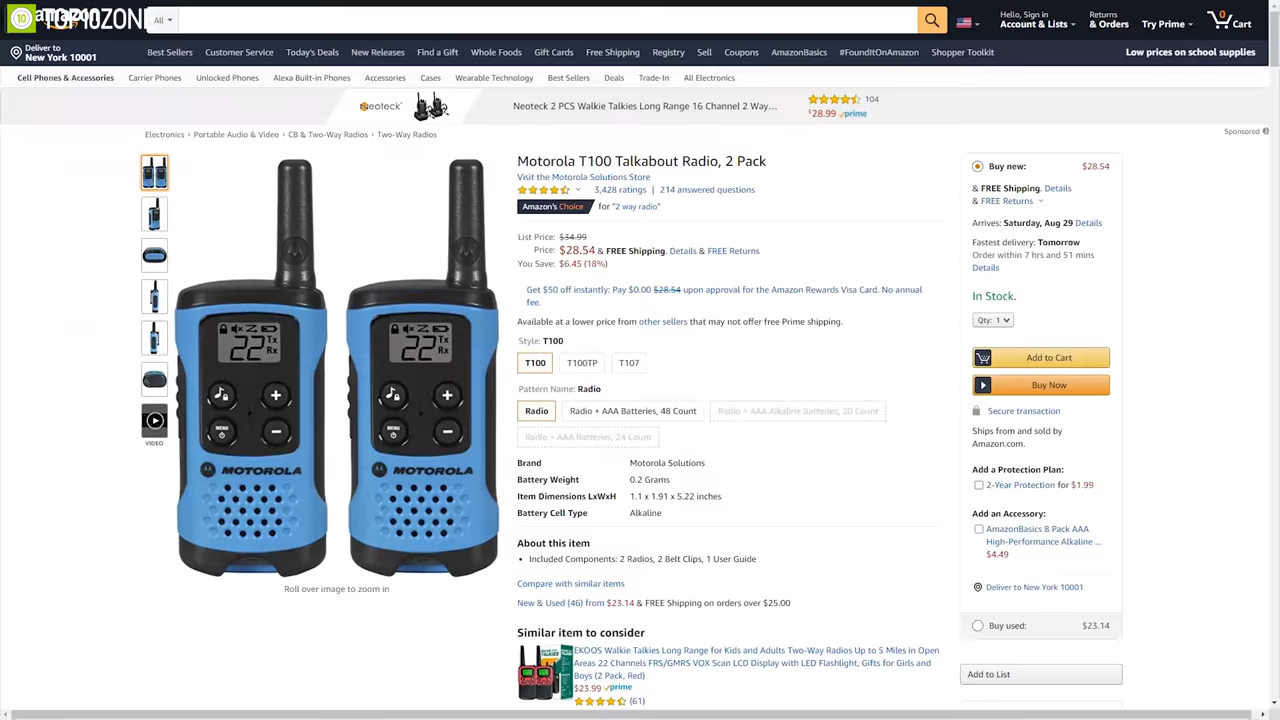 10 TOP10ZONE
All
Hello, Sign in
Account & Lists
Returns
& Orders
Try Prime
0
Cart
Deliver to
New York 10001
Best Sellers Customer Service Today's Deals New Releases Find a Gift Whole Foods Gift Cards Free Shipping Registry Sell Coupons AmazonBasics #FoundItOnAmazon Shopper Toolkit
Low prices on school supplies
Cell Phones & Accessories Carrier Phones Unlocked Phones Alexa Built-in Phones Accessories Cases Wearable Technology Best Sellers Deals Trade-In All Electronics
Neoteck
Neoteck 2 PCS Walkie Talkies Long Range 16 Channel 2 Way...
104
$28.99 prime
Sponsored
Electronics › Portable Audio & Video › CB & Two-Way Radios › Two-Way Radios
22 Tx Rx
MENU
MOTOROLA
22 Tx Rx
MENU
MOTOROLA
VIDEO
Roll over image to zoom in
Motorola T100 Talkabout Radio, 2 Pack
Visit the Motorola Solutions Store
3,428 ratings | 214 answered questions
Amazon's Choice for "2 way radio"
List Price: $34.99
Price: $28.54 & FREE Shipping. Details & FREE Returns
You Save: $6.45 (18%)
Get $50 off instantly: Pay $0.00 $28.54 upon approval for the Amazon Rewards Visa Card. No annual
fee.
Available at a lower price from other sellers that may not offer free Prime shipping.
Style: T100
T100 T100TP T107
Pattern Name: Radio
Radio Radio + AAA Batteries, 48 Count Radio + AAA Alkaline Batteries, 20 Count
Radio + AAA Batteries, 24 Count
Brand Motorola Solutions
Battery Weight 0.2 Grams
Item Dimensions LxWxH 1.1 x 1.91 x 5.22 inches
Battery Cell Type Alkaline
About this item
• Included Components: 2 Radios, 2 Belt Clips, 1 User Guide
Compare with similar items
New & Used (46) from $23.14 & FREE Shipping on orders over $25.00
Similar item to consider
EKOOS Walkie Talkies Long Range for Kids and Adults Two-Way Radios Up to 5 Miles in Open
Areas 22 Channels FRS/GMRS VOX Scan LCD Display with LED Flashlight, Gifts for Girls and
Boys (2 Pack, Red)
$23.99 prime
(61)
Buy new: $28.54
& FREE Shipping. Details
& FREE Returns
Arrives: Saturday, Aug 29 Details
Fastest delivery: Tomorrow
Order within 7 hrs and 51 mins
Details
In Stock.
Qty: 1
Add to Cart
Buy Now
Secure transaction
Ships from and sold by
Amazon.com.
Add a Protection Plan:
2-Year Protection for $1.99
Add an Accessory:
AmazonBasics 8 Pack AAA
High-Performance Alkaline ...
$4.49
Deliver to New York 10001
Buy used: $23.14
Add to List